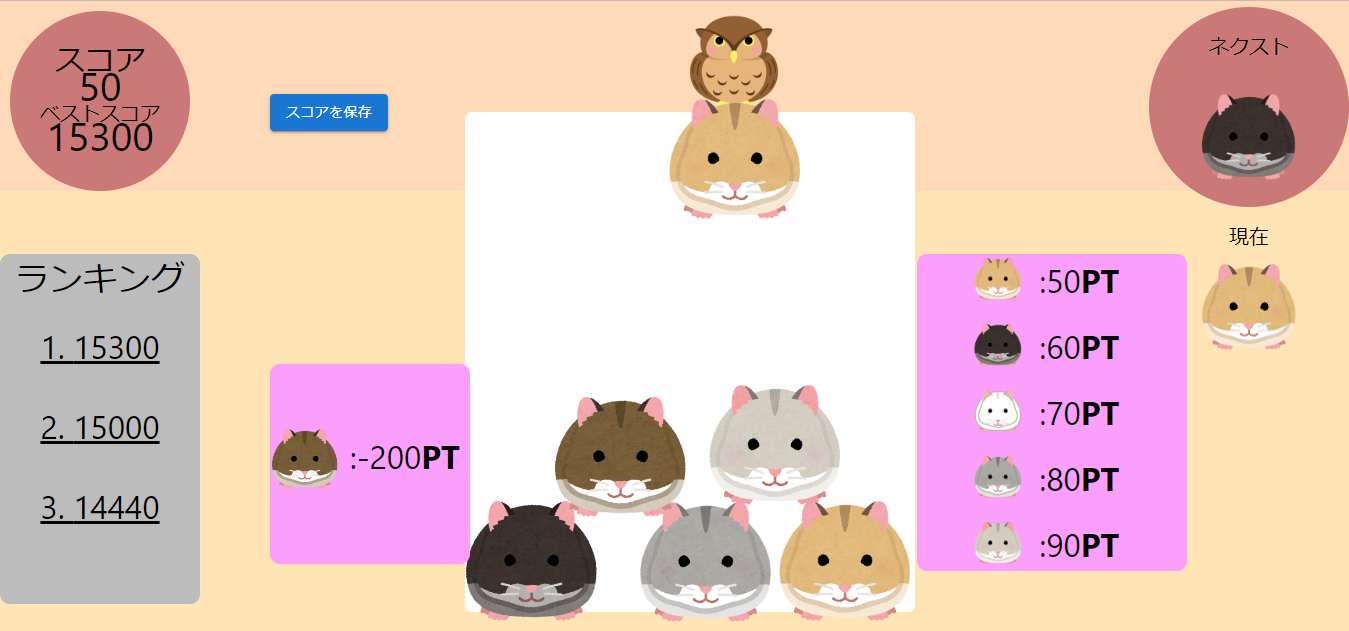 スコア
50
ベストスコア
15300
スコアを保存
ネクスト
現在
ランキング
1. 15300
2. 15000
3. 14440
:-200PT
:50PT
:60PT
:70PT
:80PT
:90PT